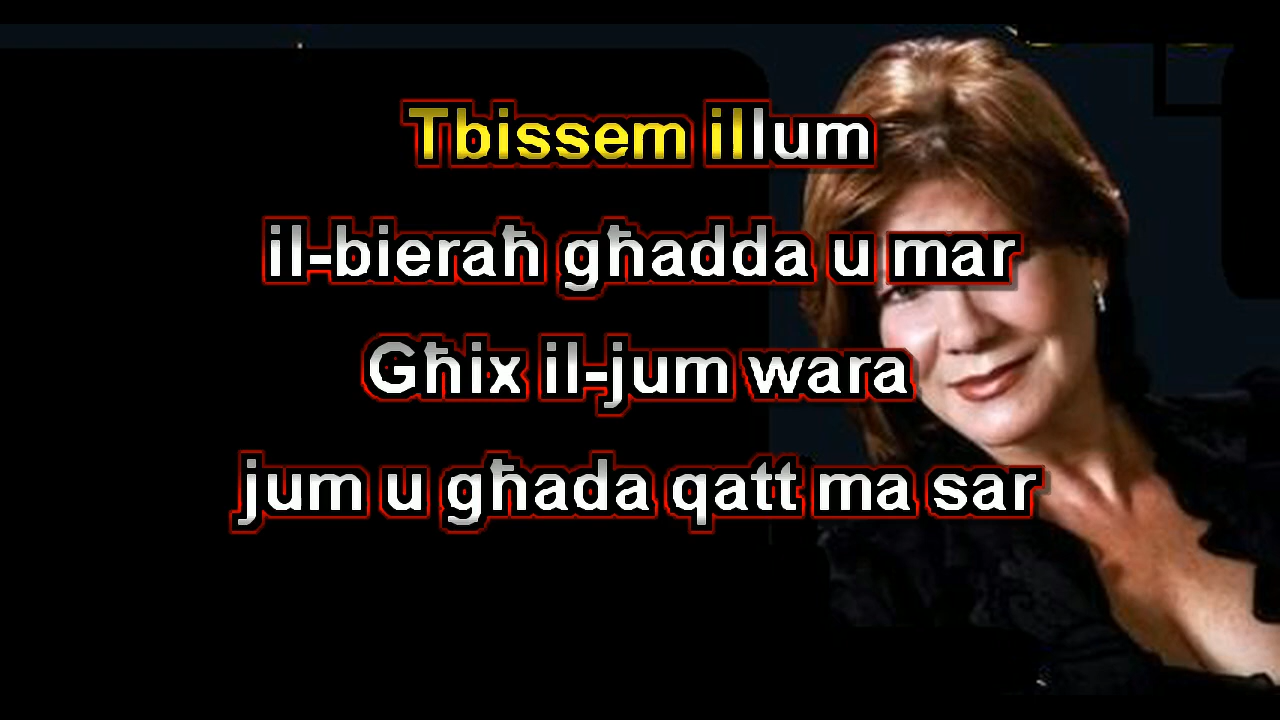 Tbissem illum
il-bieraħ għadda u mar
Għix il-jum wara
jum u għada qatt ma sar